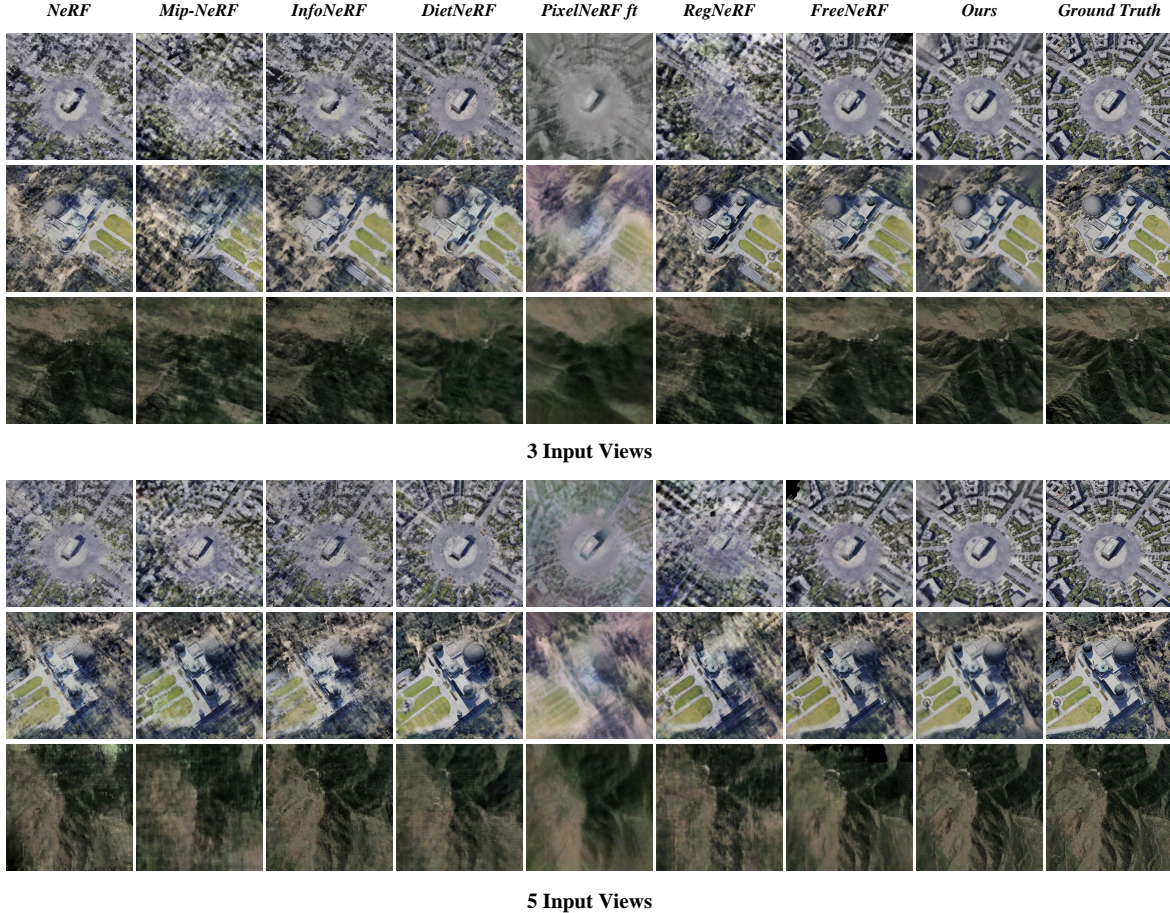 NeRF Mip-NeRF InfoNeRF DietNeRF PixelNeRF ft RegNeRF FreeNeRF Ours Ground Truth
3 Input Views
5 Input Views